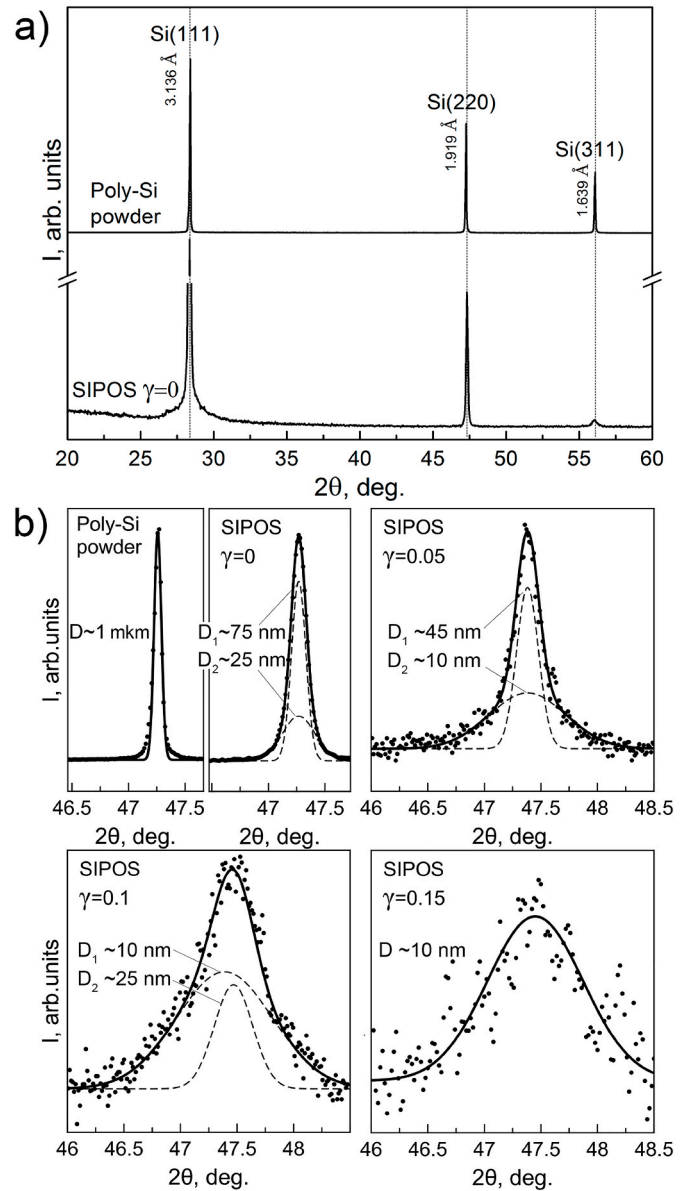 a)
Si(111)
3.136 Å
Si(220)
1.919 Å
Si(311)
1.639 Å
Poly-Si
powder
I, arb. units
SIPOS γ=0
20 25 30 35 40 45 50 55 60
2θ, deg.
b)
Poly-Si
powder
D~1 mkm
I, arb.units
46.5 47 47.5
2θ, deg.
SIPOS
γ=0
D1 ~75 nm
D2 ~25 nm
47 47.5
2θ, deg.
SIPOS
γ=0.05
D1 ~45 nm
D2 ~10 nm
46 46.5 47 47.5 48 48.5
2θ, deg.
SIPOS
γ=0.1
D1 ~10 nm
D2 ~25 nm
I, arb.units
46 46.5 47 47.5 48
2θ, deg.
SIPOS
γ=0.15
D ~10 nm
46 46.5 47 47.5 48 48.5
2θ, deg.